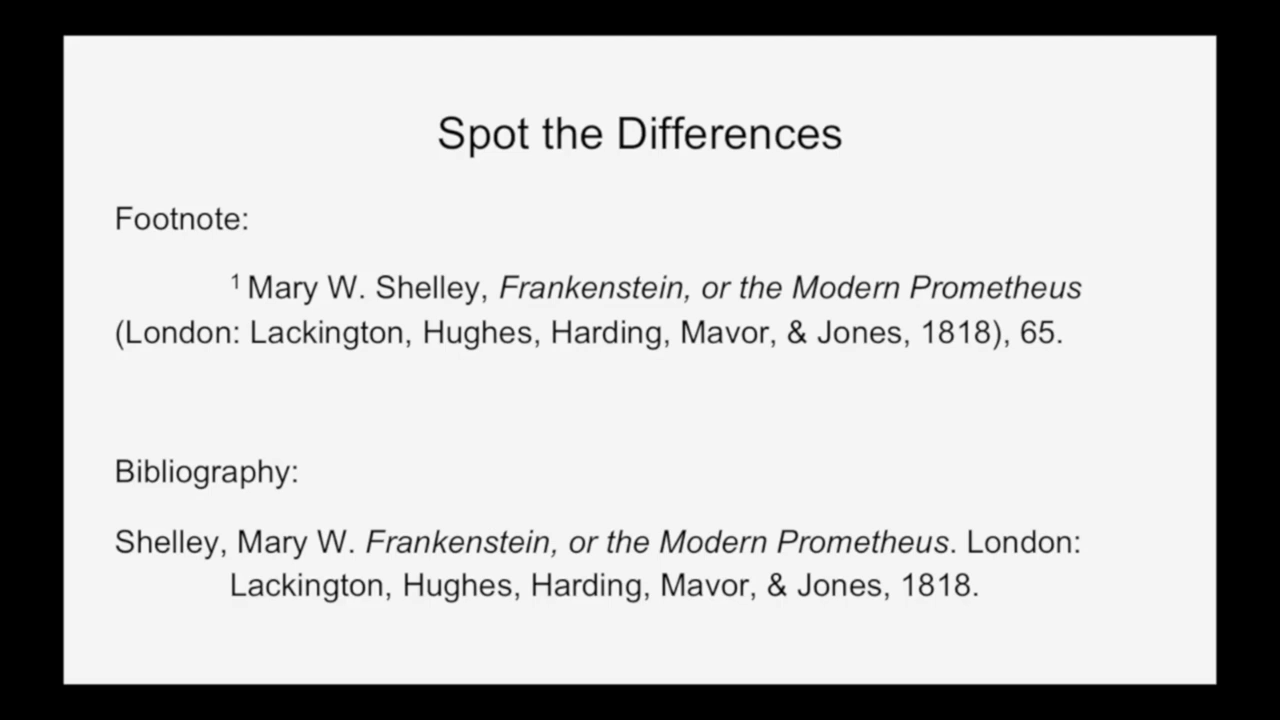 Spot the Differences
Footnote:
¹ Mary W. Shelley, Frankenstein, or the Modern Prometheus
(London: Lackington, Hughes, Harding, Mavor, & Jones, 1818), 65.
Bibliography:
Shelley, Mary W. Frankenstein, or the Modern Prometheus. London:
Lackington, Hughes, Harding, Mavor, & Jones, 1818.